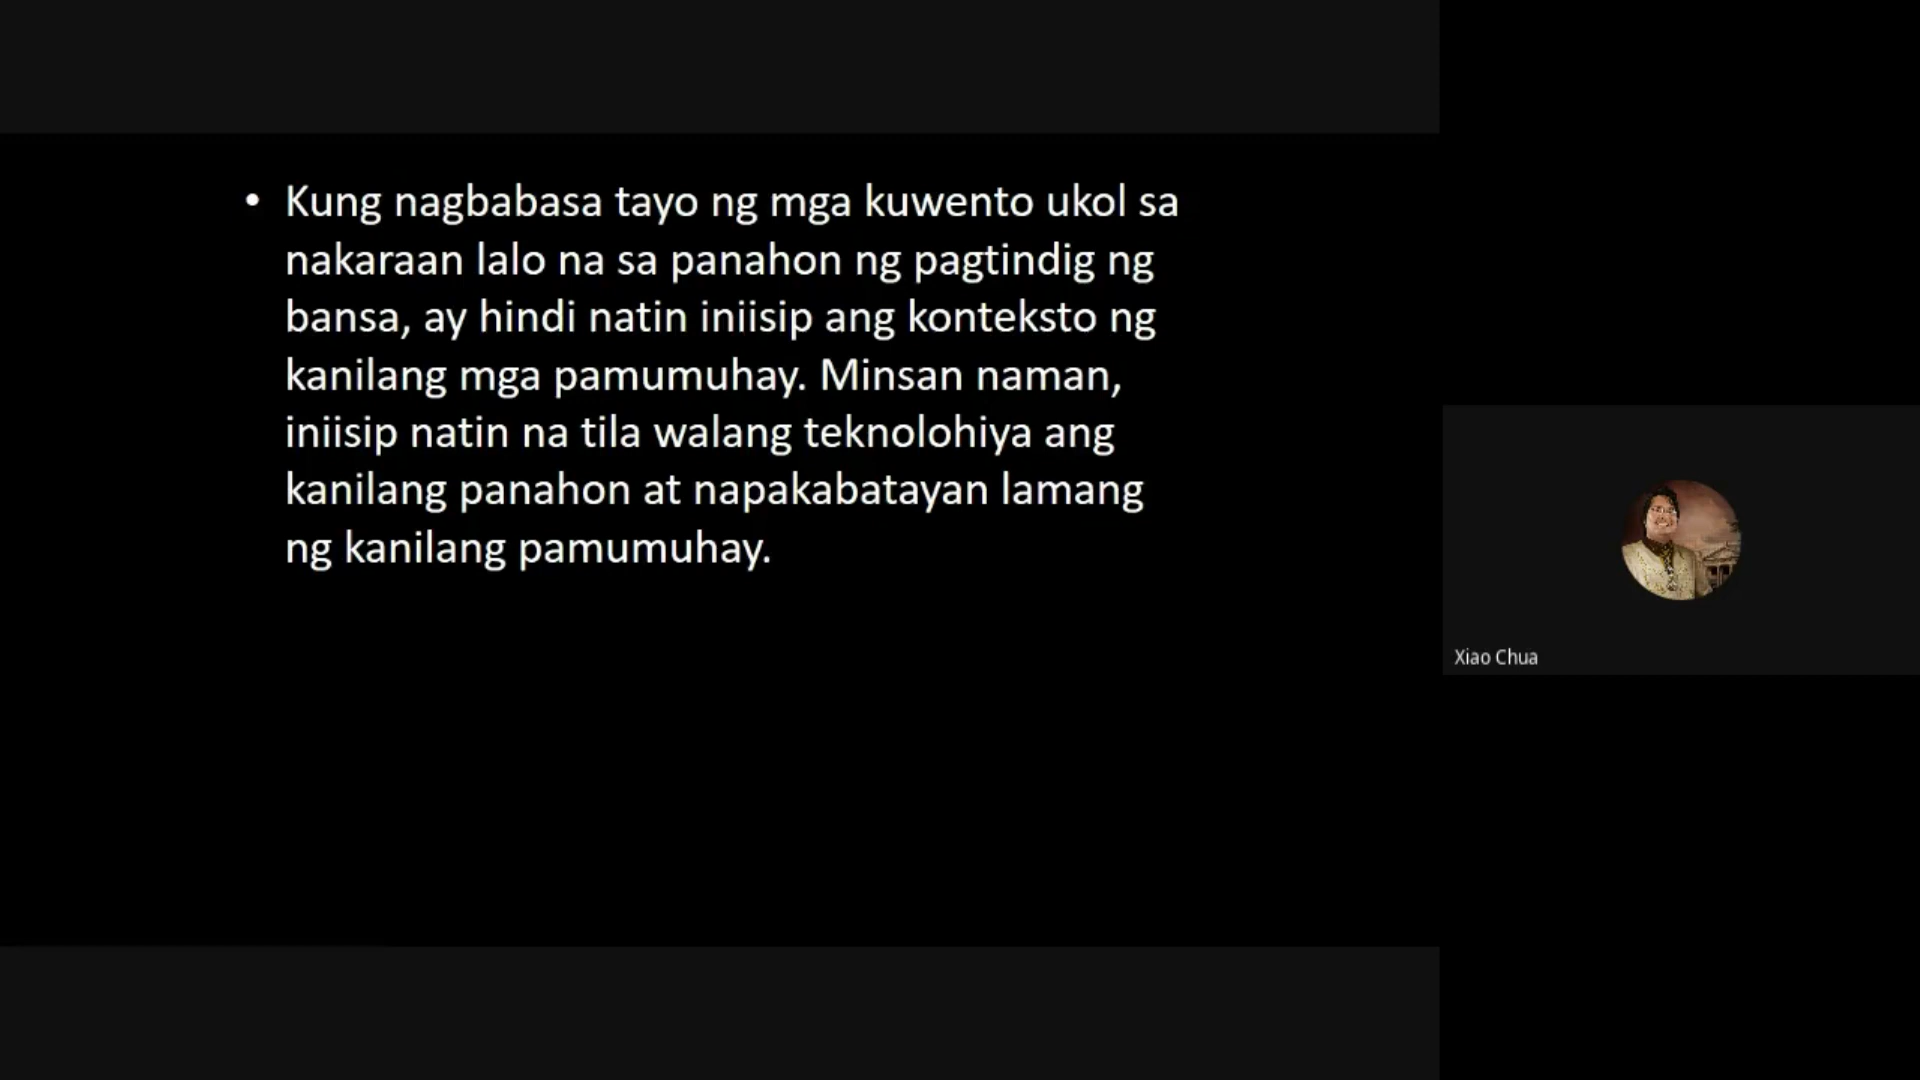 • Kung nagbabasa tayo ng mga kuwento ukol sa
nakaraan lalo na sa panahon ng pagtindig ng
bansa, ay hindi natin iniisip ang konteksto ng
kanilang mga pamumuhay. Minsan naman,
iniisip natin na tila walang teknolohiya ang
kanilang panahon at napakabatayan lamang
ng kanilang pamumuhay.
Xiao Chua